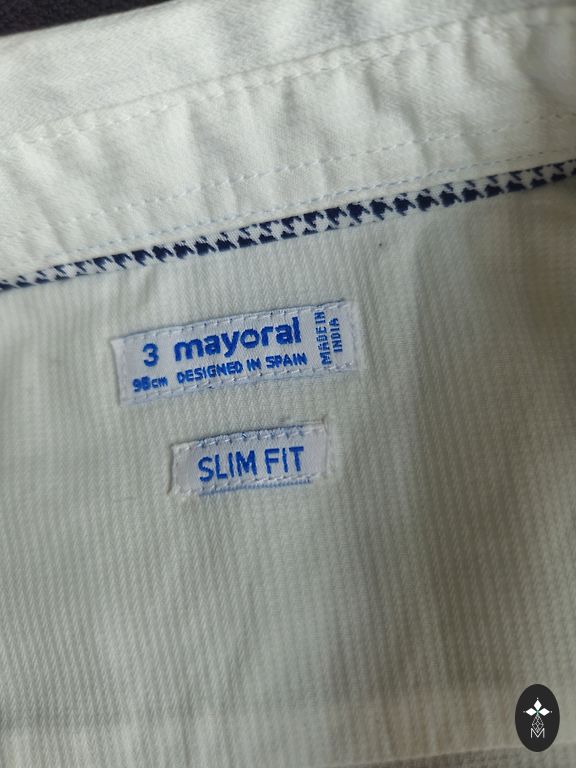 3 mayoral
98cm DESIGNED IN SPAIN
MADE IN
INDIA
SLIM FIT
M